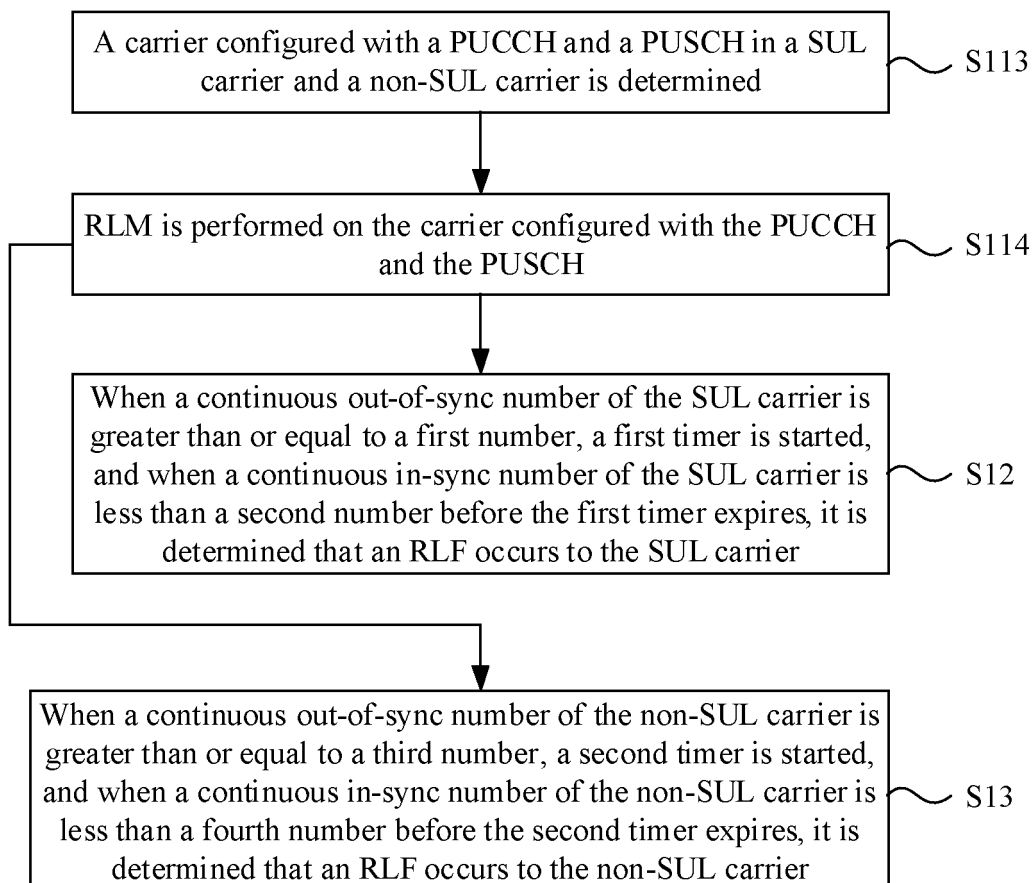 A carrier configured with a PUCCH and a PUSCH in a SUL
carrier and a non-SUL carrier is determined
S113
RLM is performed on the carrier configured with the PUCCH
and the PUSCH
S114
When a continuous out-of-sync number of the SUL carrier is
greater than or equal to a first number, a first timer is started,
and when a continuous in-sync number of the SUL carrier is
less than a second number before the first timer expires, it is
determined that an RLF occurs to the SUL carrier
S12
When a continuous out-of-sync number of the non-SUL carrier is
greater than or equal to a third number, a second timer is started,
and when a continuous in-sync number of the non-SUL carrier is
less than a fourth number before the second timer expires, it is
determined that an RLF occurs to the non-SUL carrier
S13